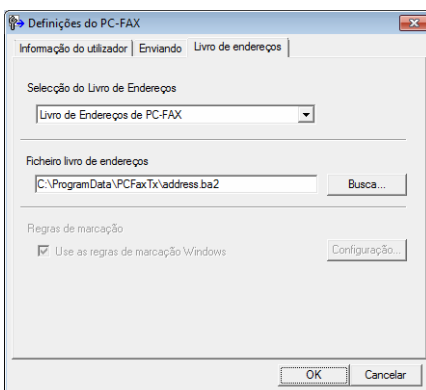 Definições do PC-FAX
Informação do utilizador Enviando Livro de endereços
Selecção do Livro de Endereços
Livro de Endereços de PC-FAX
Ficheiro livro de endereços
C:\ProgramData\PCFaxTx\address.ba2 Busca...
Regras de marcação
Use as regras de marcação Windows Configuração...
OK Cancelar